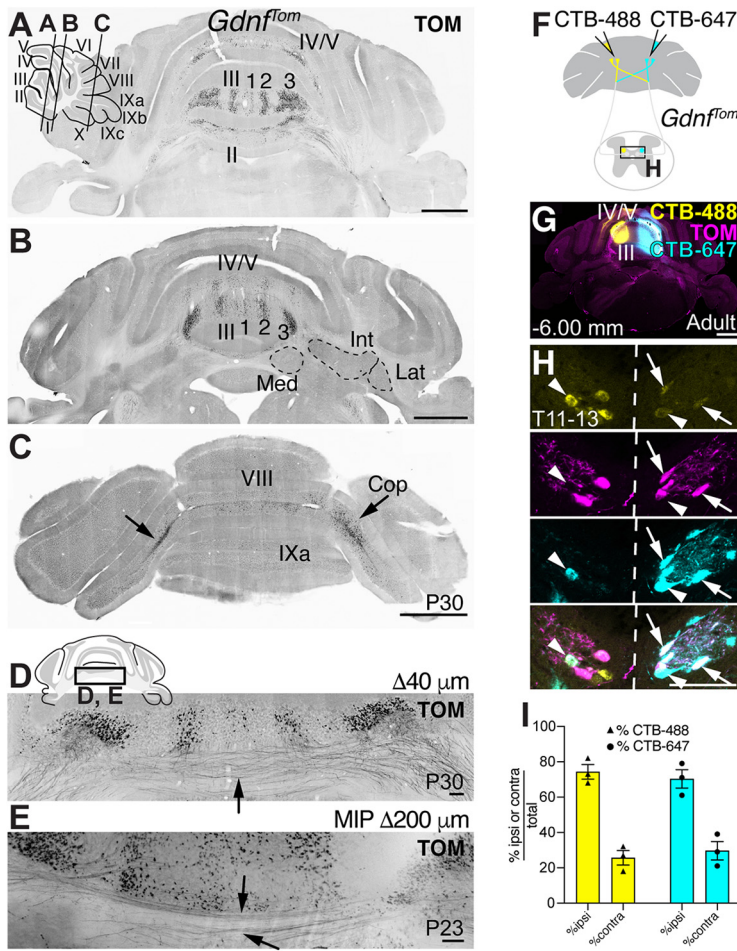 A
Gdnf^Tom
TOM
A B C
V
IV
III
II
VI
VII
VIII
IXa
IXb
IXc
X
IV/V
III 1 2 3
II
B
IV/V
III 1 2 3
Int
Med
Lat
C
VIII
Cop
IXa
P30
D, E
D
Δ40 μm
TOM
P30
E
MIP Δ200 μm
TOM
P23
F
CTB-488 CTB-647
Gdnf^Tom
H
G
IV/V CTB-488
TOM
III CTB-647
-6.00 mm Adult
H
T11-13
I
▲ % CTB-488
● % CTB-647
% ipsi or contra
total
100
80
60
40
20
0
%ipsi
%contra
%ipsi
%contra